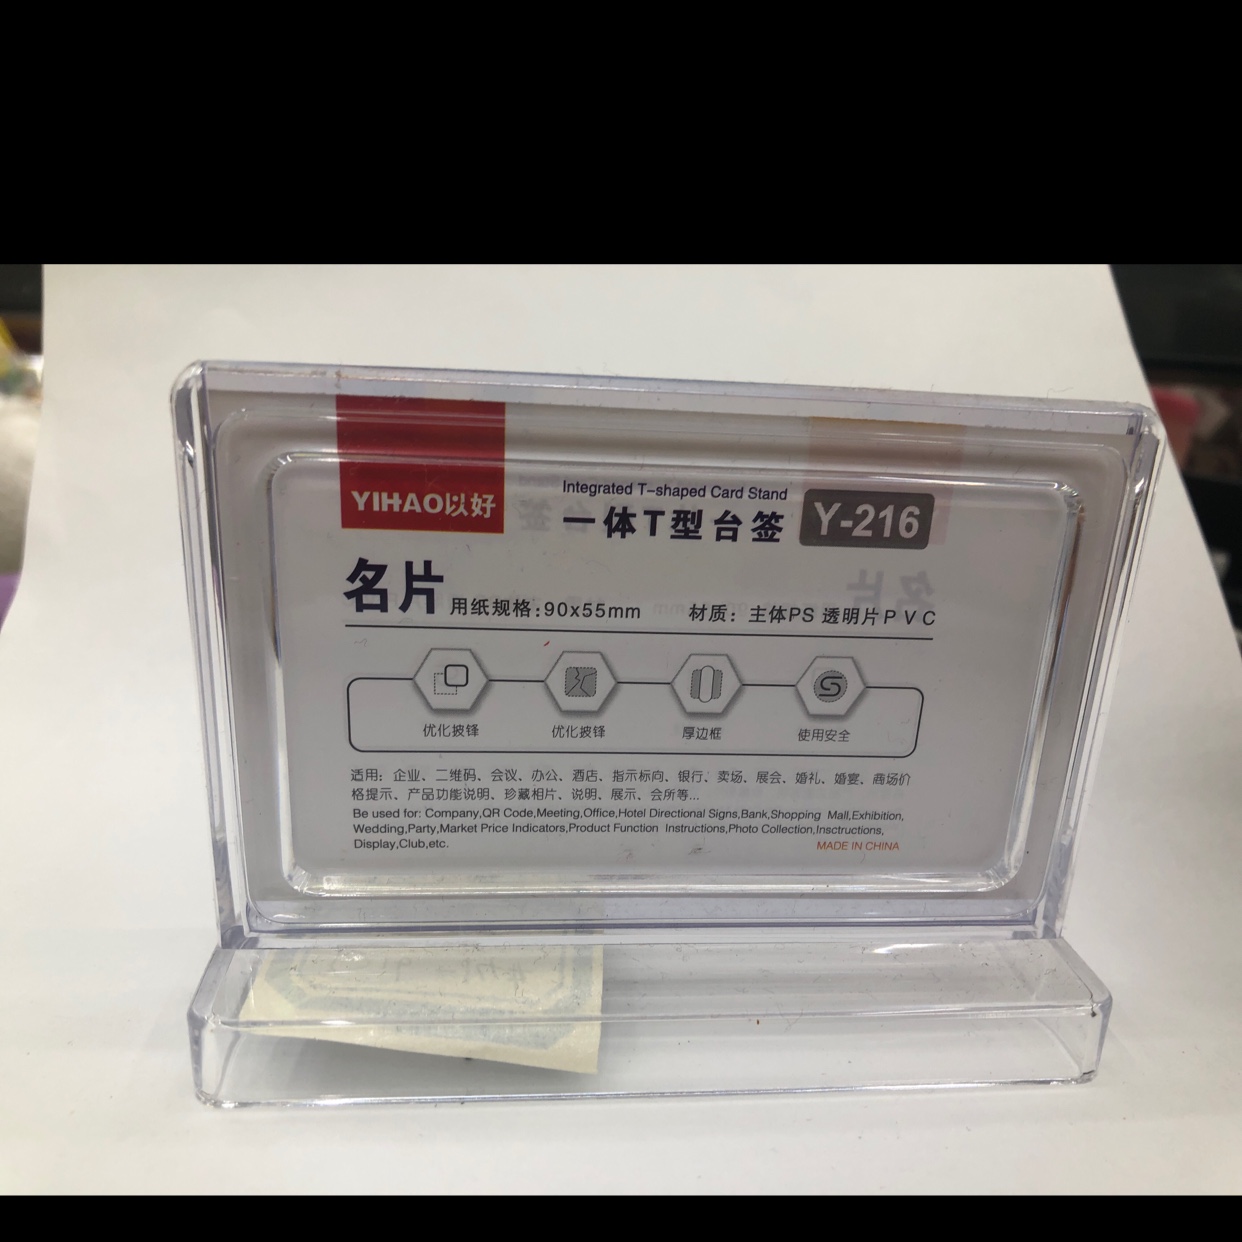 YIHAO以好
Integrated T-shaped Card Stand
一体T型台签 Y-216
名片 用纸规格:90x55mm 材质：主体PS 透明片PVC
优化披锋 优化披锋 厚边框 使用安全
适用：企业、二维码、会议、办公、酒店、指示标向、银行、卖场、展会、婚礼、婚宴、商场价
格提示、产品功能说明、珍藏相片、说明、展示、会所等...
Be used for: Company,QR Code,Meeting,Office,Hotel Directional Signs,Bank,Shopping Mall,Exhibition,
Wedding,Party,Market Price Indicators,Product Function Instructions,Photo Collection,Insctructions,
Display,Club,etc.
MADE IN CHINA